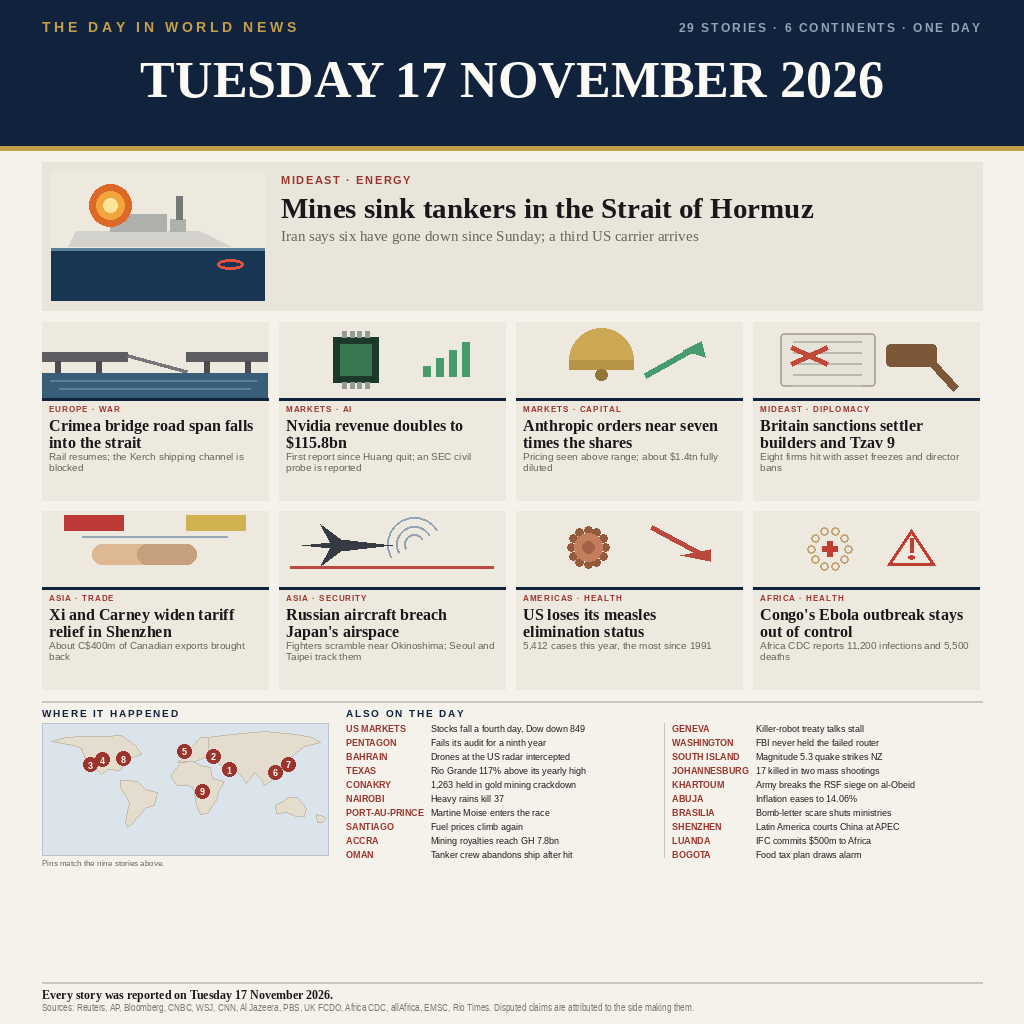 THE DAY IN WORLD NEWS
29 STORIES · 6 CONTINENTS · ONE DAY
TUESDAY 17 NOVEMBER 2026
MIDEAST · ENERGY
Mines sink tankers in the Strait of Hormuz
Iran says six have gone down since Sunday; a third US carrier arrives
EUROPE · WAR
Crimea bridge road span falls
into the strait
Rail resumes; the Kerch shipping channel is
blocked
MARKETS · AI
Nvidia revenue doubles to
$115.8bn
First report since Huang quit; an SEC civil
probe is reported
MARKETS · CAPITAL
Anthropic orders near seven
times the shares
Pricing seen above range; about $1.4tn fully
diluted
MIDEAST · DIPLOMACY
Britain sanctions settler
builders and Tzav 9
Eight firms hit with asset freezes and director
bans
ASIA · TRADE
Xi and Carney widen tariff
relief in Shenzhen
About C$400m of Canadian exports brought
back
ASIA · SECURITY
Russian aircraft breach
Japan's airspace
Fighters scramble near Okinoshima; Seoul and
Taipei track them
AMERICAS · HEALTH
US loses its measles
elimination status
5,412 cases this year, the most since 1991
AFRICA · HEALTH
Congo's Ebola outbreak stays
out of control
Africa CDC reports 11,200 infections and 5,500
deaths
WHERE IT HAPPENED
3 4 8 5 2 1 6 7 9
Pins match the nine stories above.
ALSO ON THE DAY
US MARKETS Stocks fall a fourth day, Dow down 849
PENTAGON Fails its audit for a ninth year
BAHRAIN Drones at the US radar intercepted
TEXAS Rio Grande 117% above its yearly high
CONAKRY 1,263 held in gold mining crackdown
NAIROBI Heavy rains kill 37
PORT-AU-PRINCE Martine Moise enters the race
SANTIAGO Fuel prices climb again
ACCRA Mining royalties reach GH 7.8bn
OMAN Tanker crew abandons ship after hit
GENEVA Killer-robot treaty talks stall
WASHINGTON FBI never held the failed router
SOUTH ISLAND Magnitude 5.3 quake strikes NZ
JOHANNESBURG 17 killed in two mass shootings
KHARTOUM Army breaks the RSF siege on al-Obeid
ABUJA Inflation eases to 14.06%
BRASILIA Bomb-letter scare shuts ministries
SHENZHEN Latin America courts China at APEC
LUANDA IFC commits $500m to Africa
BOGOTA Food tax plan draws alarm
Every story was reported on Tuesday 17 November 2026.
Sources: Reuters, AP, Bloomberg, CNBC, WSJ, CNN, Al Jazeera, PBS, UK FCDO, Africa CDC, allAfrica, EMSC, Rio Times. Disputed claims are attributed to the side making them.